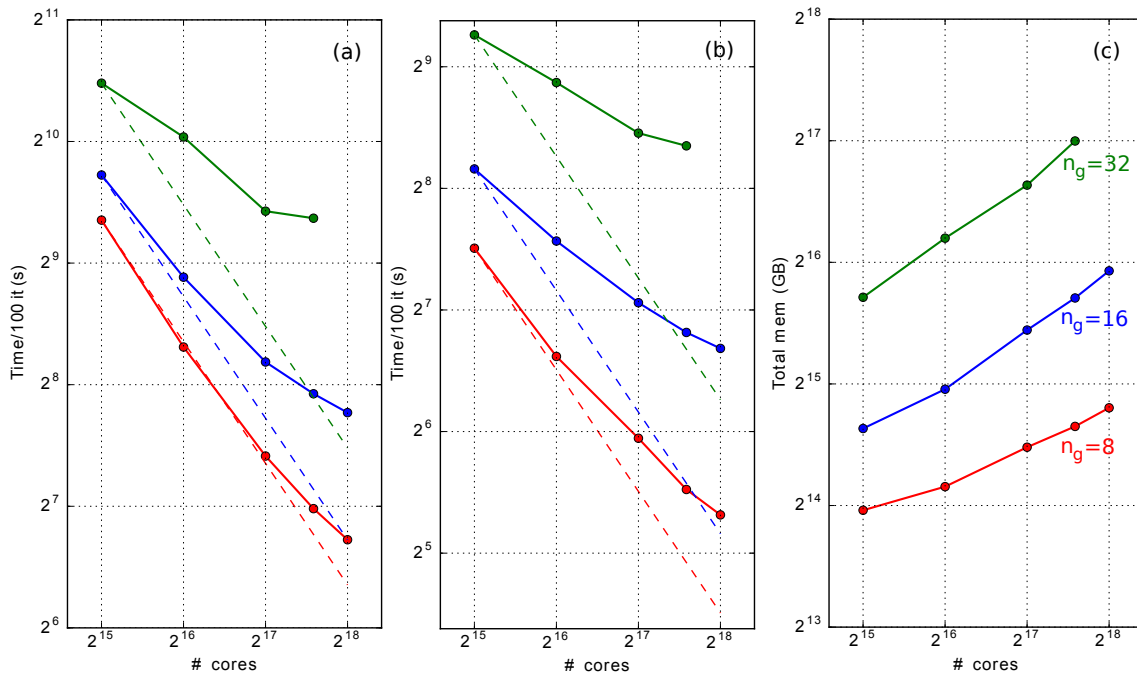 (a)
Time/100 it (s)
2^11
2^10
2^9
2^8
2^7
2^6
2^15 2^16 2^17 2^18
# cores
(b)
Time/100 it (s)
2^9
2^8
2^7
2^6
2^5
2^15 2^16 2^17 2^18
# cores
(c)
Total mem (GB)
2^18
2^17
2^16
2^15
2^14
2^13
n_g=32
n_g=16
n_g=8
2^15 2^16 2^17 2^18
# cores